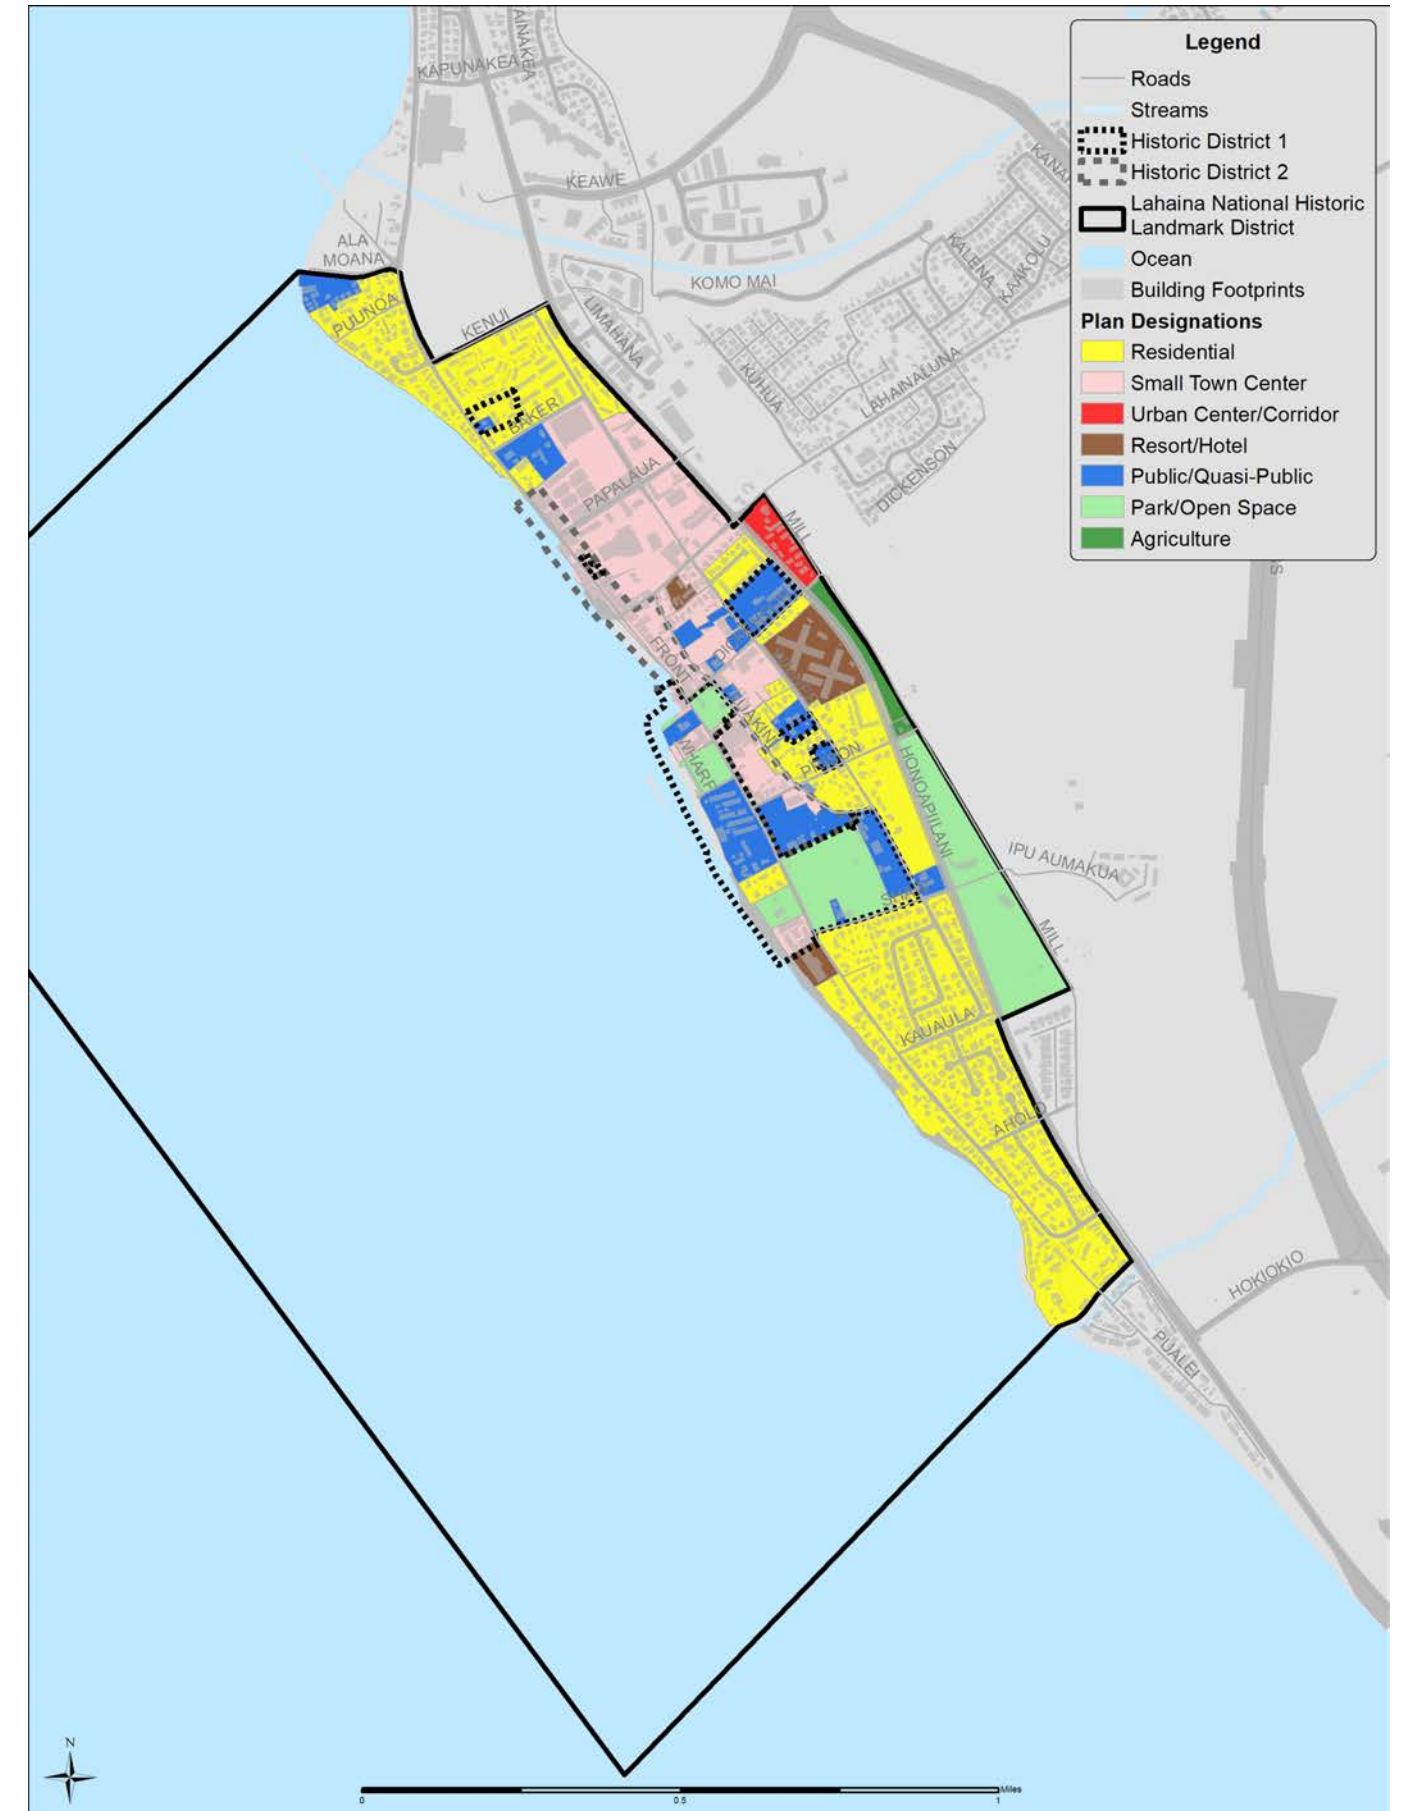 Legend
Roads
Streams
Historic District 1
Historic District 2
Lahaina National Historic
Landmark District
Ocean
Building Footprints
Plan Designations
Residential
Small Town Center
Urban Center/Corridor
Resort/Hotel
Public/Quasi-Public
Park/Open Space
Agriculture
KAPUNAKEA
AINAKEA
KEAWE
ALA
MOANA
PUUNOA
KENUI
LIMAHANA
KOMO MAI
KALENA
KAAKOLU
KUHUA
LAHAINALUNA
DICKENSON
BAKER
PAPALAUA
MILL
FRONT
WHARF
HONOAPIILANI
IPU AUMAKUA
MILL
KAUAULA
AHOLO
HOKIOKIO
PUALEI
S
N
0
0.5
1
Miles